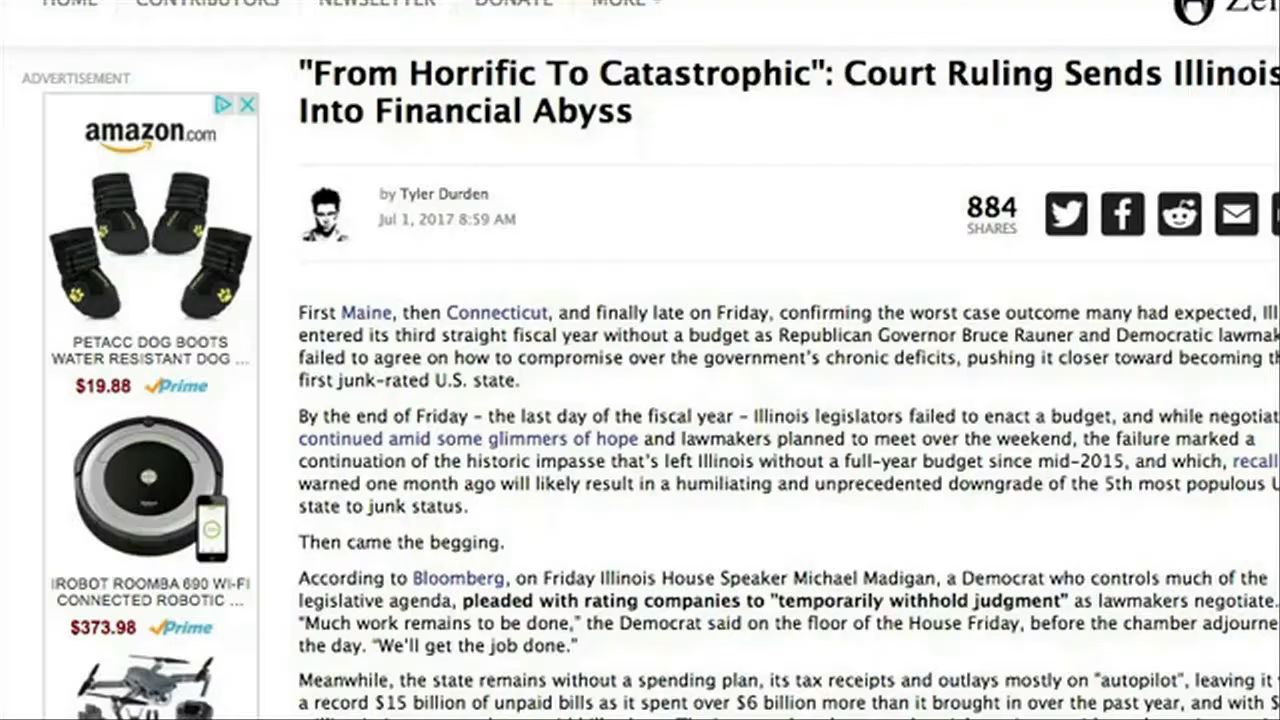 HOME CONTRIBUTORS NEWSLETTER DONATE MORE
Zer
ADVERTISEMENT
"From Horrific To Catastrophic": Court Ruling Sends Illinois
Into Financial Abyss
amazon.com
by Tyler Durden
Jul 1, 2017 8:59 AM
884
SHARES
PETACC DOG BOOTS
WATER RESISTANT DOG ...
$19.88 Prime
IROBOT ROOMBA 690 WI-FI
CONNECTED ROBOTIC ...
$373.98 Prime
First Maine, then Connecticut, and finally late on Friday, confirming the worst case outcome many had expected, Ill
entered its third straight fiscal year without a budget as Republican Governor Bruce Rauner and Democratic lawmak
failed to agree on how to compromise over the government's chronic deficits, pushing it closer toward becoming th
first junk-rated U.S. state.
By the end of Friday – the last day of the fiscal year – Illinois legislators failed to enact a budget, and while negotiat
continued amid some glimmers of hope and lawmakers planned to meet over the weekend, the failure marked a
continuation of the historic impasse that's left Illinois without a full-year budget since mid-2015, and which, recall
warned one month ago will likely result in a humiliating and unprecedented downgrade of the 5th most populous U
state to junk status.
Then came the begging.
According to Bloomberg, on Friday Illinois House Speaker Michael Madigan, a Democrat who controls much of the
legislative agenda, pleaded with rating companies to "temporarily withhold judgment" as lawmakers negotiate.
"Much work remains to be done," the Democrat said on the floor of the House Friday, before the chamber adjourne
the day. "We'll get the job done."
Meanwhile, the state remains without a spending plan, its tax receipts and outlays mostly on "autopilot", leaving it
a record $15 billion of unpaid bills as it spent over $6 billion more than it brought in over the past year, and with $